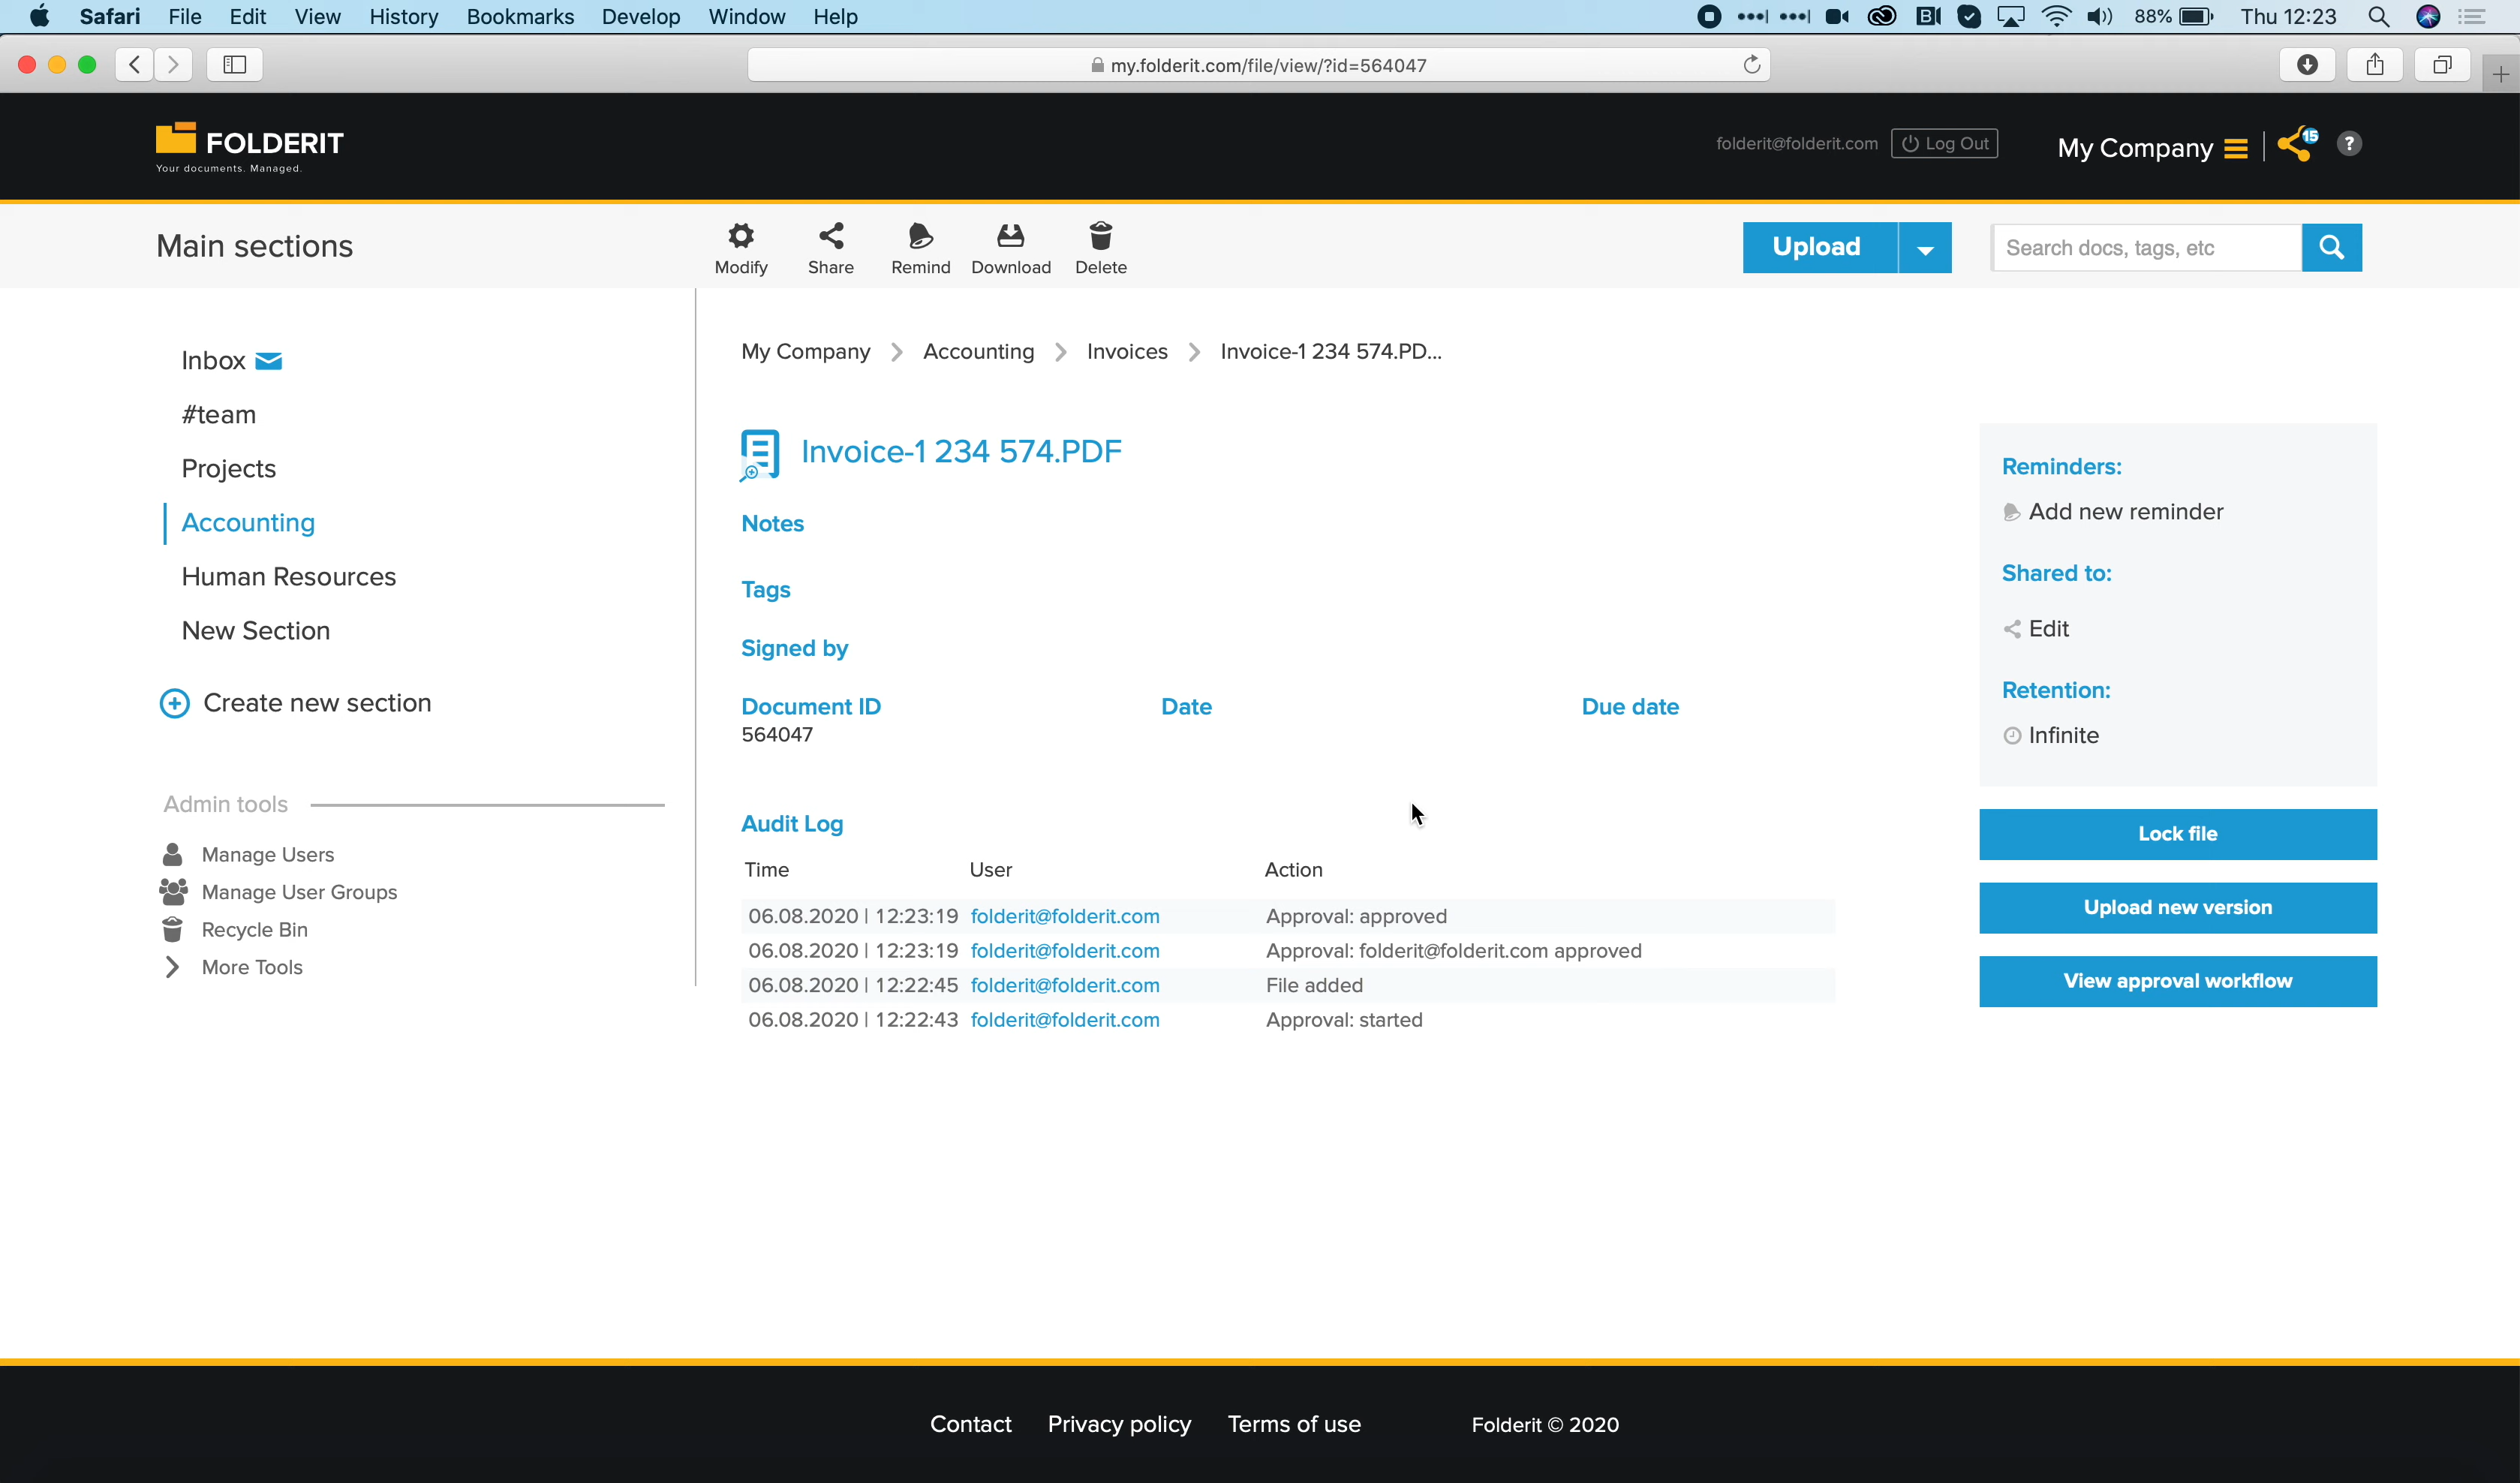 Safari File Edit View History Bookmarks Develop Window Help 88% Thu 12:23
my.folderit.com/file/view/?id=564047
FOLDERIT
Your documents. Managed.
folderit@folderit.com Log Out My Company 15 ?
Main sections
Modify Share Remind Download Delete
Upload
Search docs, tags, etc
Inbox
#team
Projects
Accounting
Human Resources
New Section
Create new section
Admin tools
Manage Users
Manage User Groups
Recycle Bin
More Tools
My Company > Accounting > Invoices > Invoice-1 234 574.PD...
Invoice-1 234 574.PDF
Notes
Tags
Signed by
Document ID Date Due date
564047
Audit Log
Time User Action
06.08.2020 | 12:23:19 folderit@folderit.com Approval: approved
06.08.2020 | 12:23:19 folderit@folderit.com Approval: folderit@folderit.com approved
06.08.2020 | 12:22:45 folderit@folderit.com File added
06.08.2020 | 12:22:43 folderit@folderit.com Approval: started
Reminders:
Add new reminder
Shared to:
Edit
Retention:
Infinite
Lock file
Upload new version
View approval workflow
Contact Privacy policy Terms of use Folderit © 2020